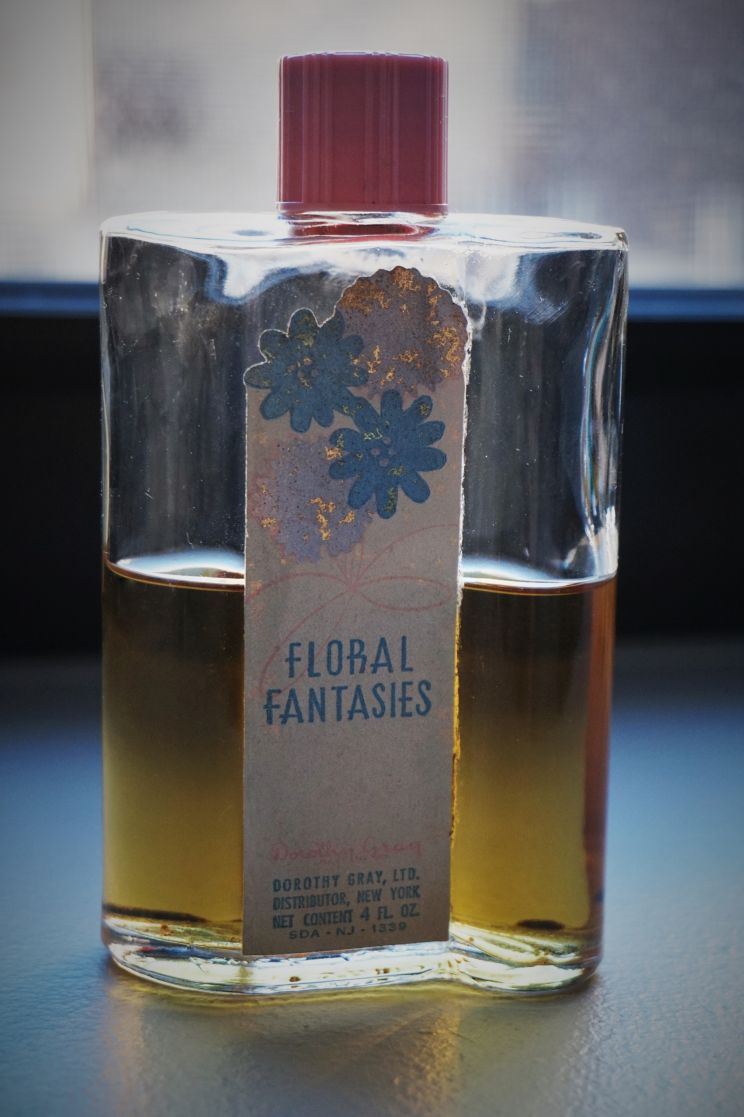 FLORAL
FANTASIES
Dorothy Gray
DOROTHY GRAY, LTD.
DISTRIBUTOR, NEW YORK
NET CONTENT 4 FL. OZ.
SDA - NJ - 1339